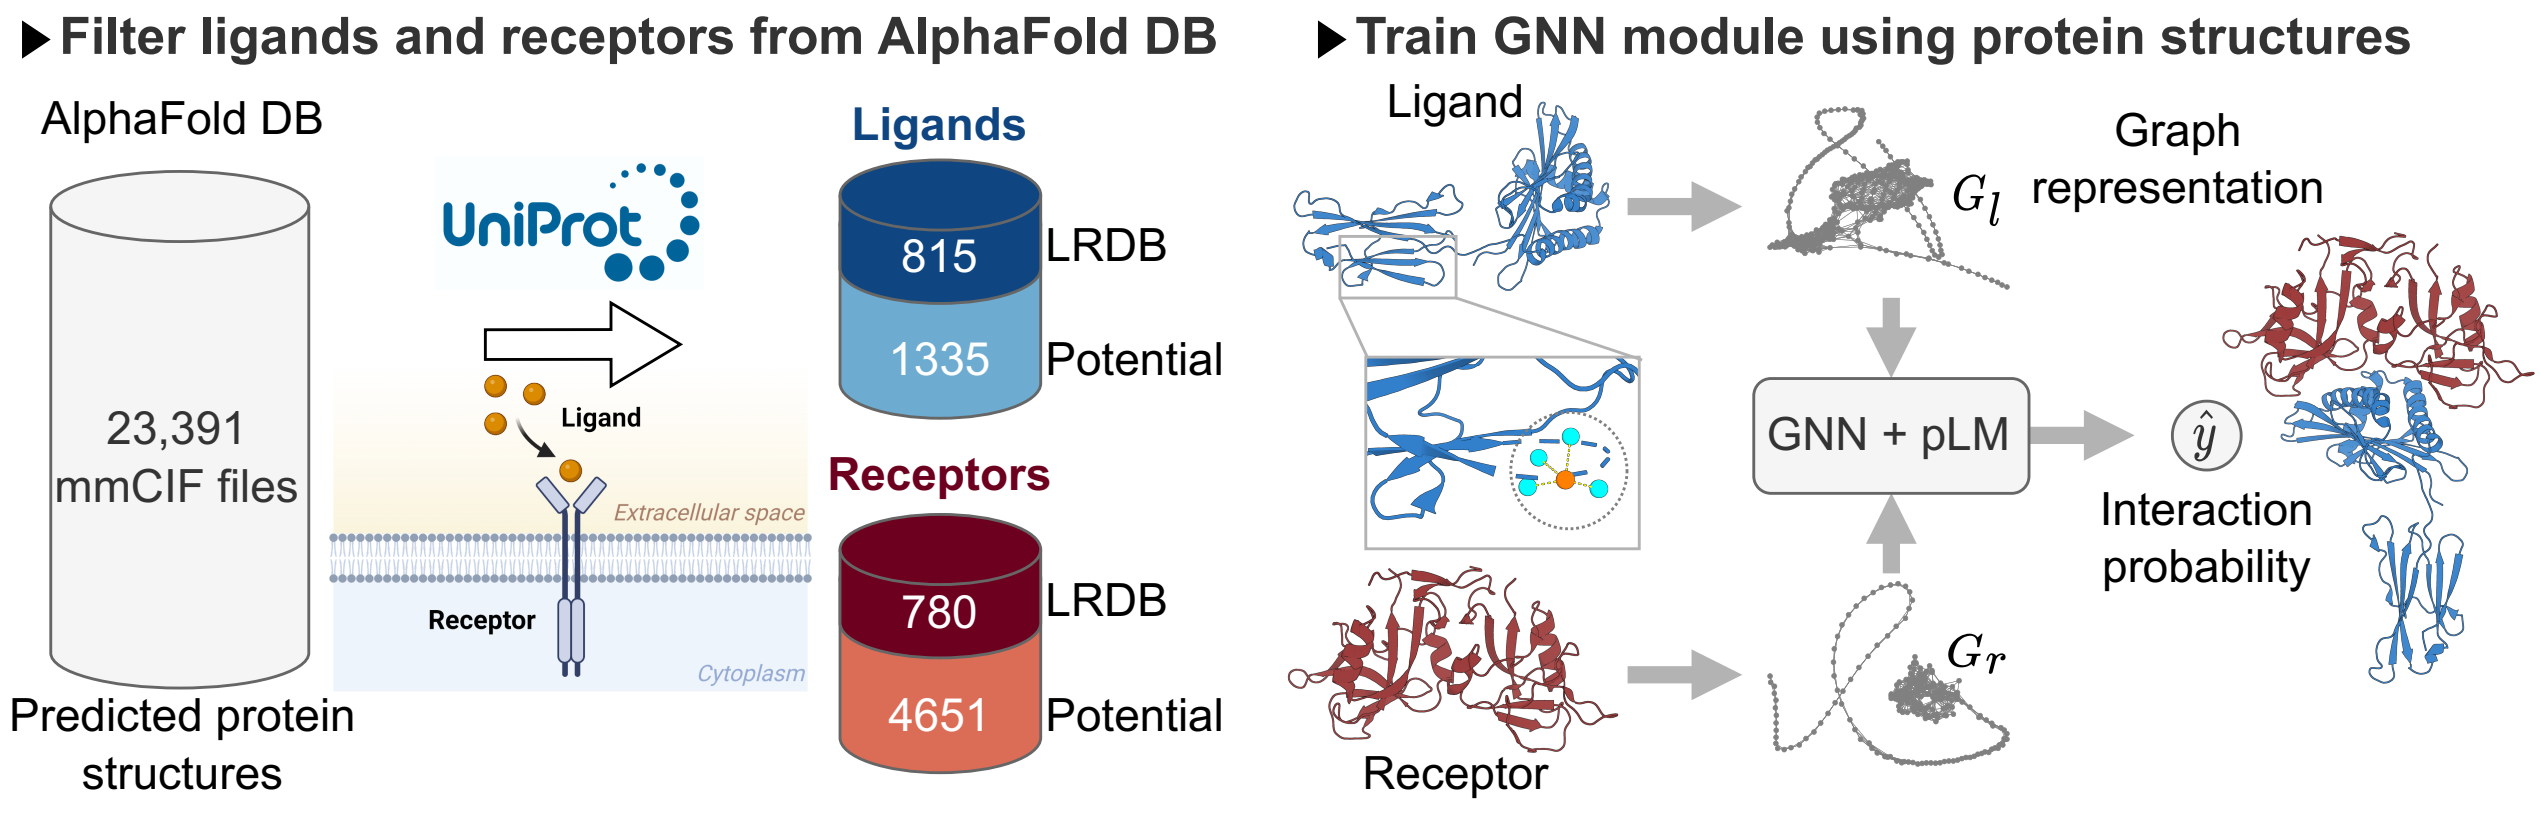 Filter ligands and receptors from AlphaFold DB
AlphaFold DB
23,391
mmCIF files
Predicted protein
structures
UniProt
Ligand
Extracellular space
Receptor
Cytoplasm
Ligands
815
LRDB
1335
Potential
Receptors
780
LRDB
4651
Potential
Train GNN module using protein structures
Ligand
Graph
representation
G_l
GNN + pLM
ŷ
Interaction
probability
G_r
Receptor